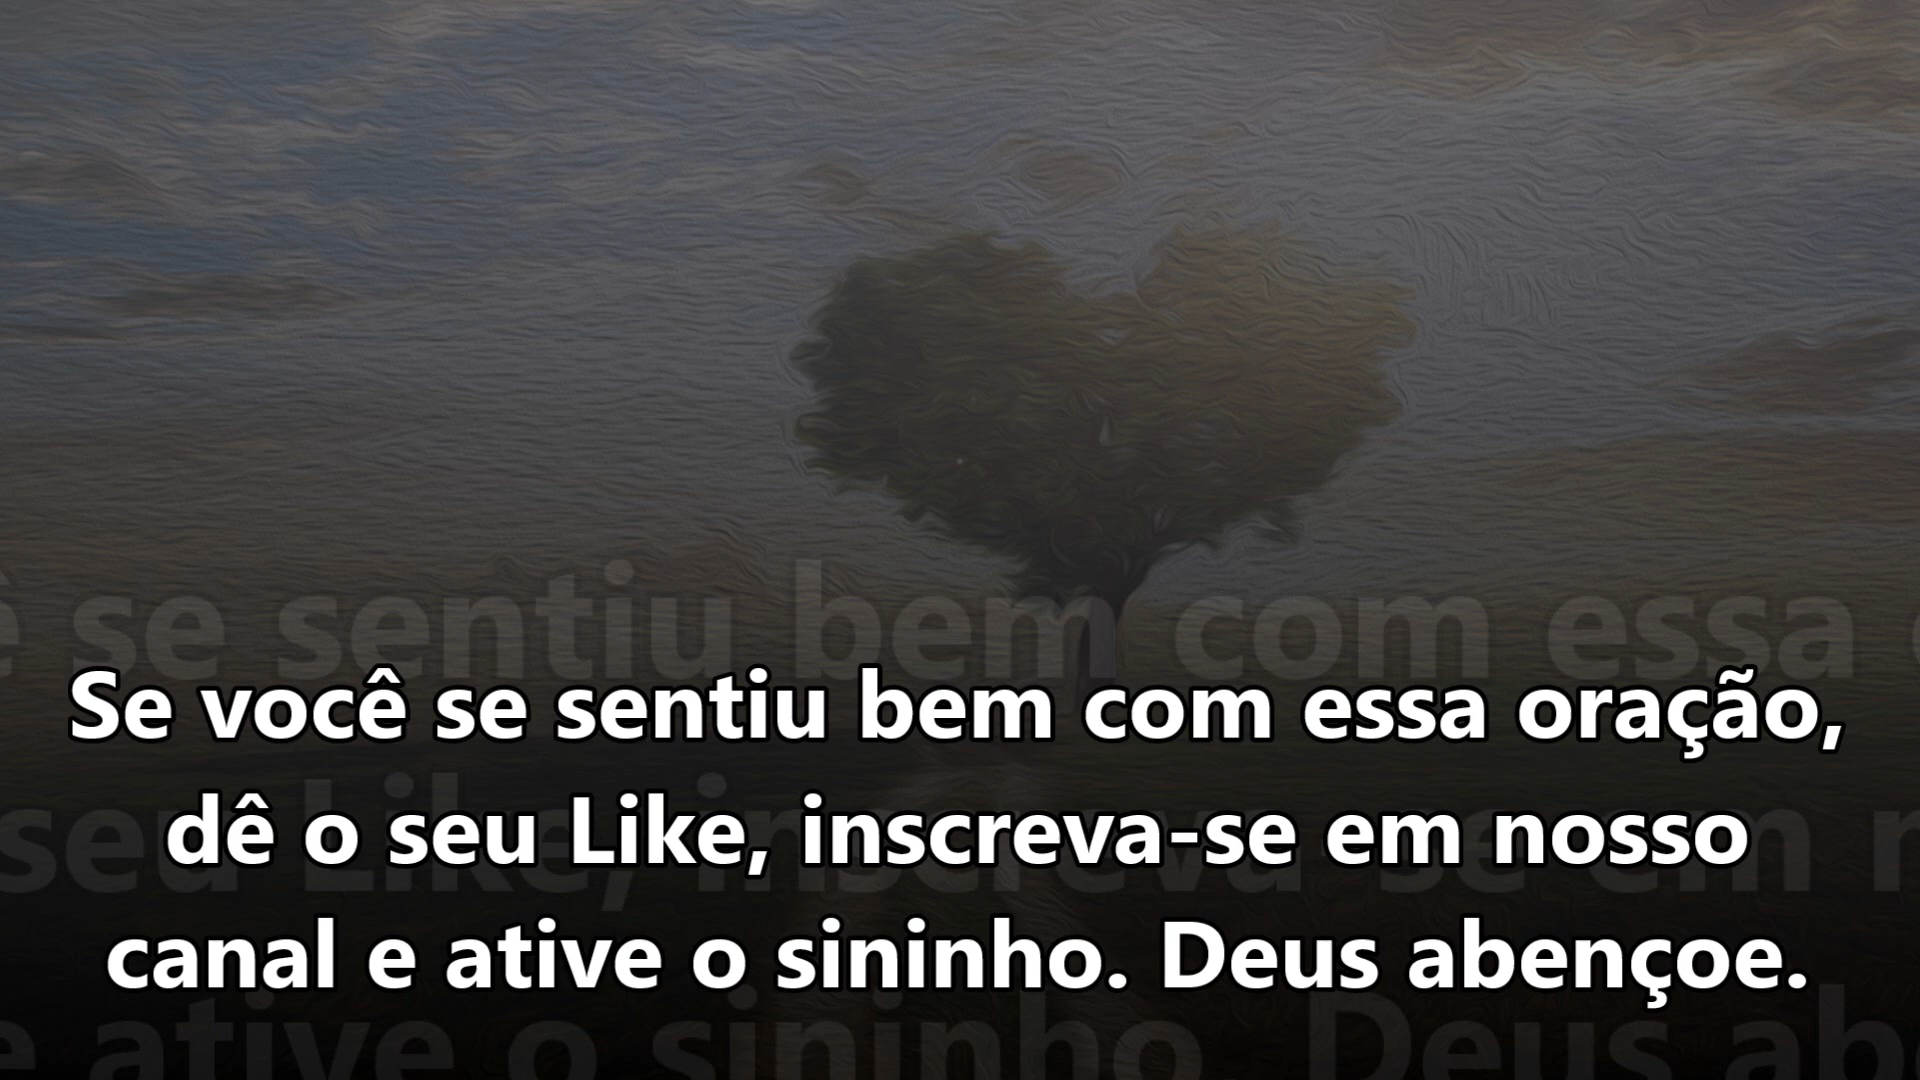 Se você se sentiu bem com essa oração,
dê o seu Like, inscreva-se em nosso
canal e ative o sininho. Deus abençoe.